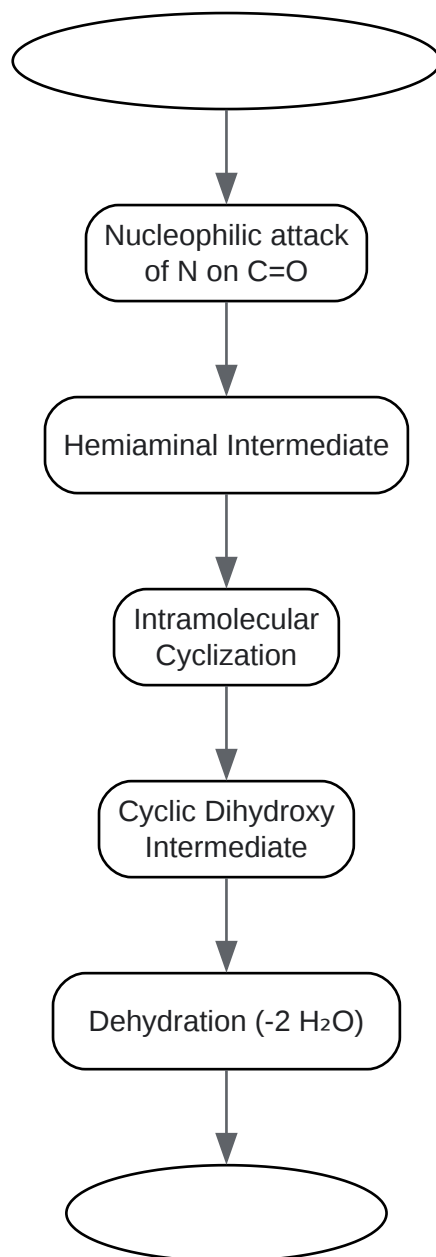 Nucleophilic attack
of N on C=O
Hemiaminal Intermediate
Intramolecular
Cyclization
Cyclic Dihydroxy
Intermediate
Dehydration (-2 H₂O)